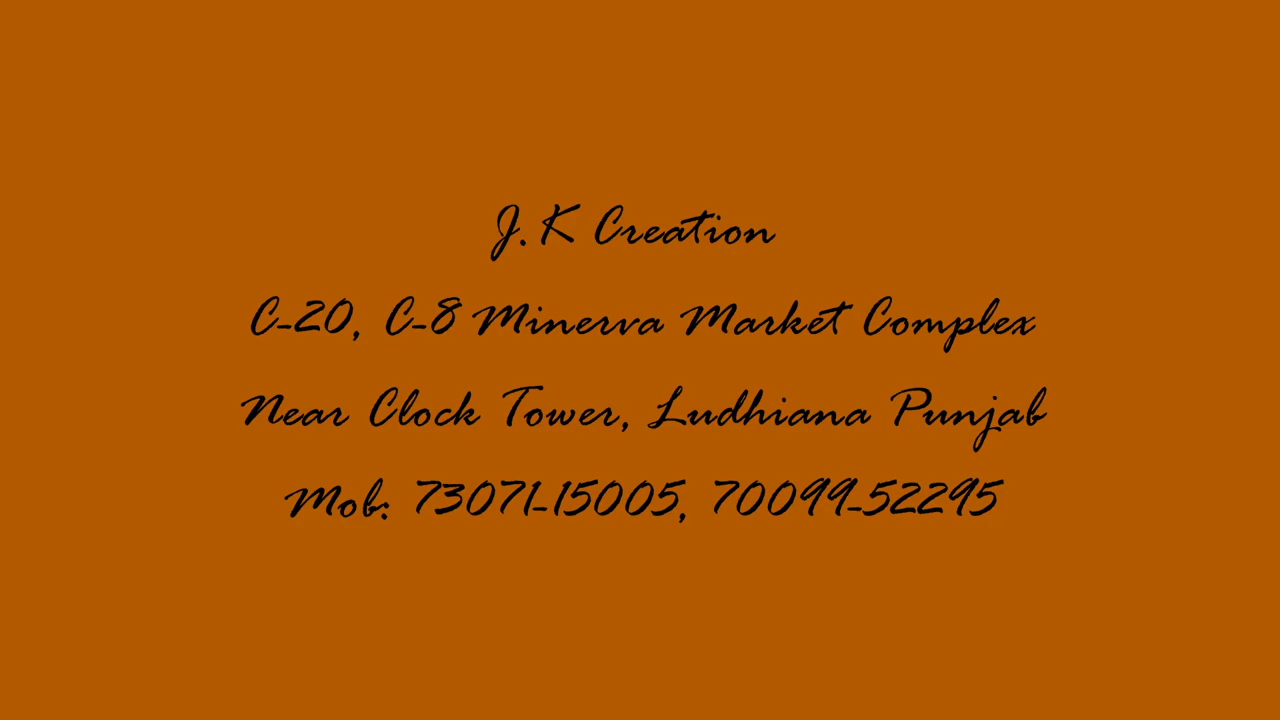 J. K Creation
C-20, C-8 Minerva Market Complex
Near Clock Tower, Ludhiana Punjab
Mob: 73071-15005, 70099-52295